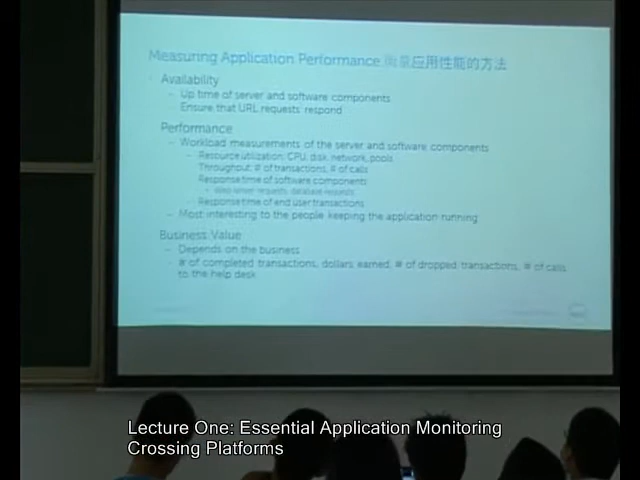 Measuring Application Performance 衡量应用性能的方法
Availability
– Up time of server and software components
– Ensure that URL requests respond
Performance
– Workload measurements of the server and software components
– Resource utilization: CPU, disk, network, pools
Throughput: # of transactions, # of calls
Response time of software components
Response time of end user transactions
– Most interesting to the people keeping the application running
Business Value
– Depends on the business
# of completed transactions, dollars earned, # of dropped transactions, # of calls
to the help desk
Lecture One: Essential Application Monitoring
Crossing Platforms